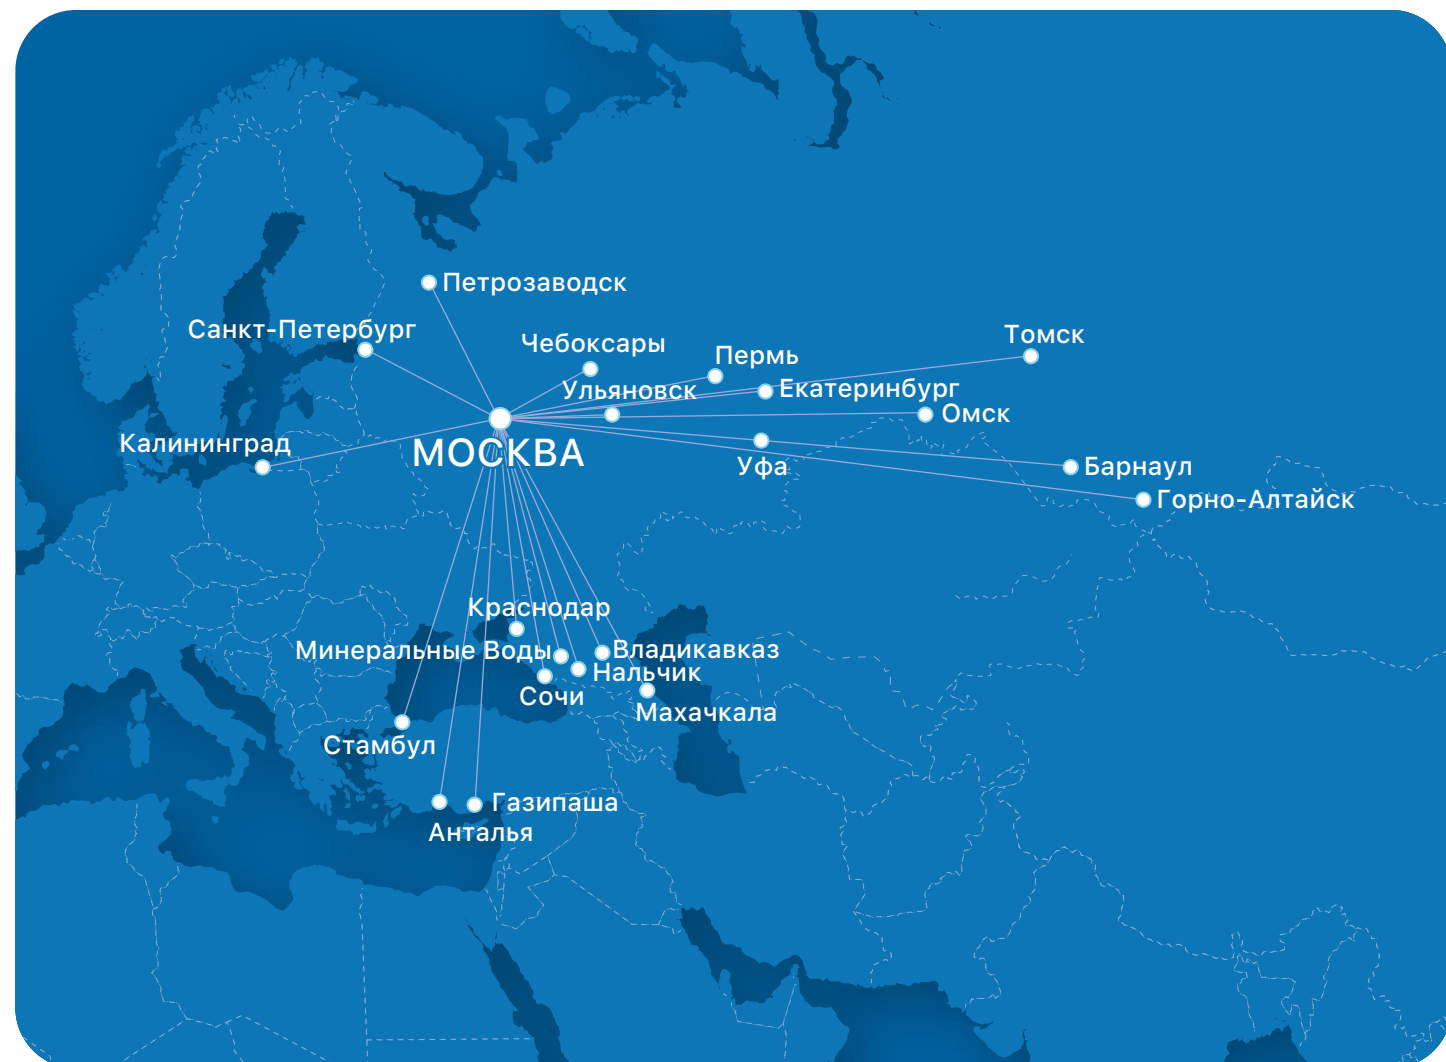 Петрозаводск
Санкт-Петербург
Томск
Чебоксары
Пермь
Ульяновск
Екатеринбург
Омск
Калининград
МОСКВА
Уфа
Барнаул
Горно-Алтайск
Краснодар
Минеральные Воды
Владикавказ
Нальчик
Сочи
Махачкала
Стамбул
Газипаша
Анталья